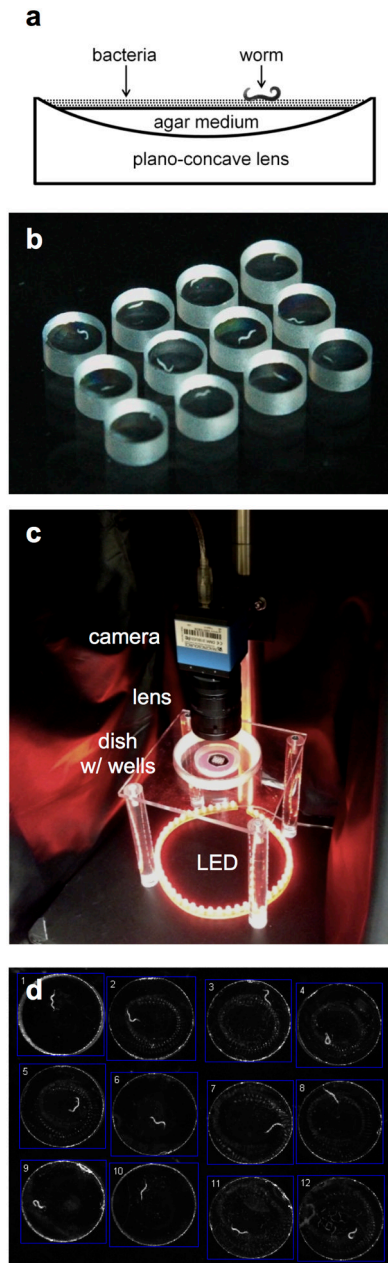 a
bacteria
worm
agar medium
plano-concave lens
b
c
camera
lens
dish
w/ wells
LED
d
1
2
3
4
5
6
7
8
9
10
11
12